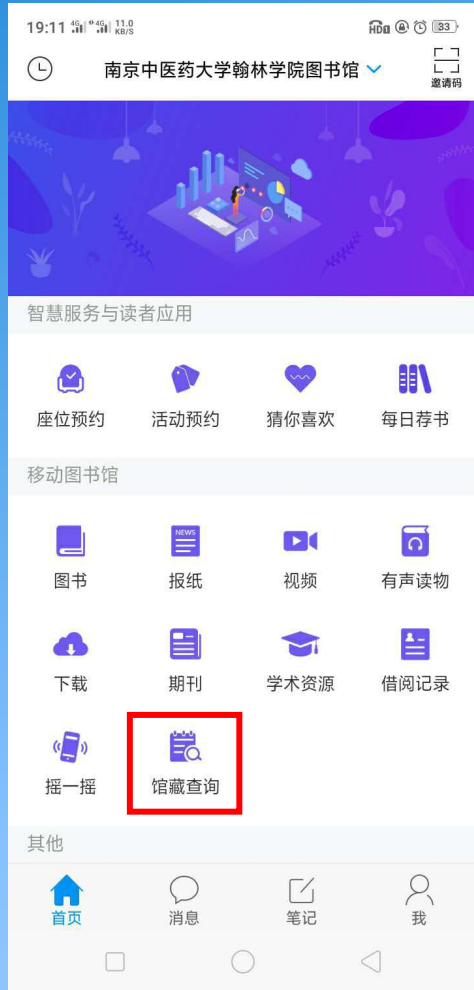 19:11 4G 4G 11.0 KB/S HD 33
南京中医药大学翰林学院图书馆
邀请码
智慧服务与读者应用
座位预约 活动预约 猜你喜欢 每日荐书
移动图书馆
NEWS
图书 报纸 视频 有声读物
下载 期刊 学术资源 借阅记录
摇一摇 馆藏查询
其他
首页 消息 笔记 我